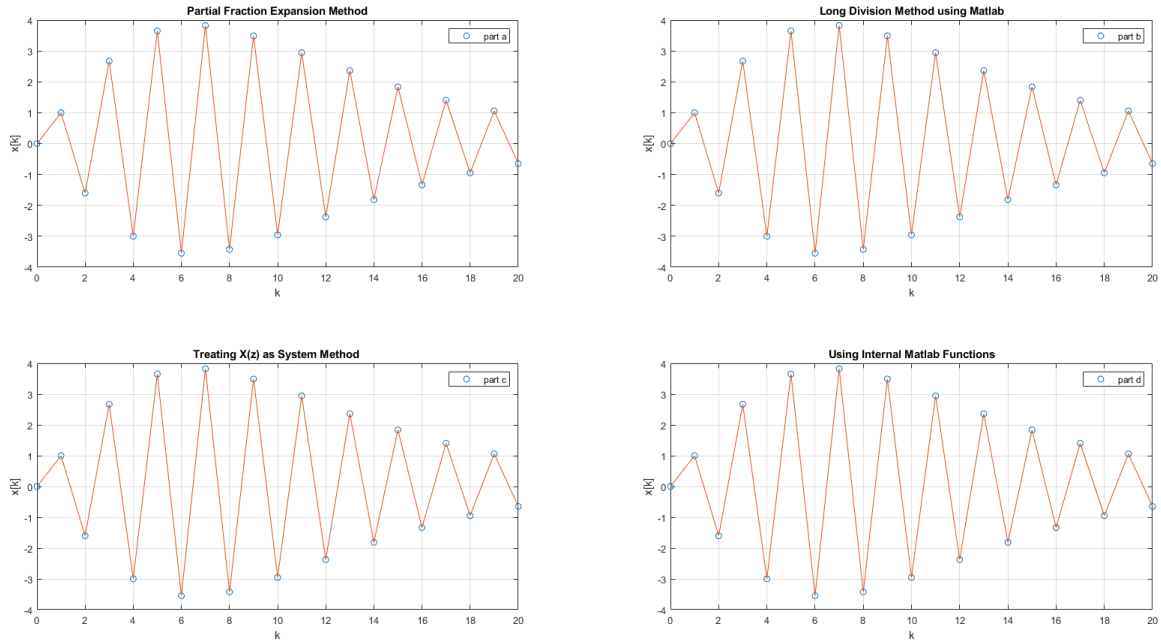 Partial Fraction Expansion Method
part a
4
3
2
1
0
-1
-2
-3
-4
x[k]
0 2 4 6 8 10 12 14 16 18 20
k
Long Division Method using Matlab
part b
4
3
2
1
0
-1
-2
-3
-4
x[k]
0 2 4 6 8 10 12 14 16 18 20
k
Treating X(z) as System Method
part c
4
3
2
1
0
-1
-2
-3
-4
x[k]
0 2 4 6 8 10 12 14 16 18 20
k
Using Internal Matlab Functions
part d
4
3
2
1
0
-1
-2
-3
-4
x[k]
0 2 4 6 8 10 12 14 16 18 20
k